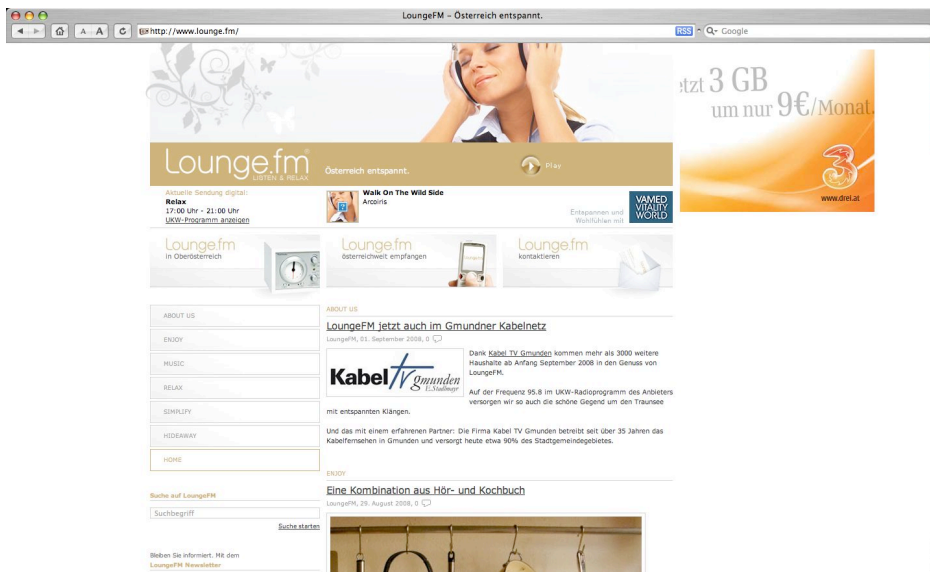 LoungeFM – Österreich entspannt.
A A
http://www.lounge.fm/
RSS
Google
etzt 3 GB
um nur 9€/Monat.
3
www.drei.at
Lounge.fm
LISTEN & RELAX
Österreich entspannt.
Play
Aktuelle Sendung digital:
Relax
17:00 Uhr - 21:00 Uhr
UKW-Programm anzeigen
Walk On The Wild Side
Arcoiris
Entspannen und
Wohlfühlen mit
VAMED
VITALITY
WORLD
Lounge.fm
in Oberösterreich
Lounge.fm
österreichweit empfangen
Lounge.fm
kontaktieren
ABOUT US
ENJOY
MUSIC
RELAX
SIMPLIFY
HIDEAWAY
HOME
Suche auf LoungeFM
Suchbegriff
Suche starten
Bleiben Sie informiert. Mit dem
LoungeFM Newsletter
ABOUT US
LoungeFM jetzt auch im Gmundner Kabelnetz
LoungeFM, 01. September 2008, 0
Kabel TV gmunden
E.Stadlmayr
Dank Kabel TV Gmunden kommen mehr als 3000 weitere
Haushalte ab Anfang September 2008 in den Genuss von
LoungeFM.
Auf der Frequenz 95.8 im UKW-Radioprogramm des Anbieters
versorgen wir so auch die schöne Gegend um den Traunsee
mit entspannten Klängen.
Und das mit einem erfahrenen Partner: Die Firma Kabel TV Gmunden betreibt seit über 35 Jahren das
Kabelfernsehen in Gmunden und versorgt heute etwa 90% des Stadtgemeindegebietes.
ENJOY
Eine Kombination aus Hör- und Kochbuch
LoungeFM, 29. August 2008, 0